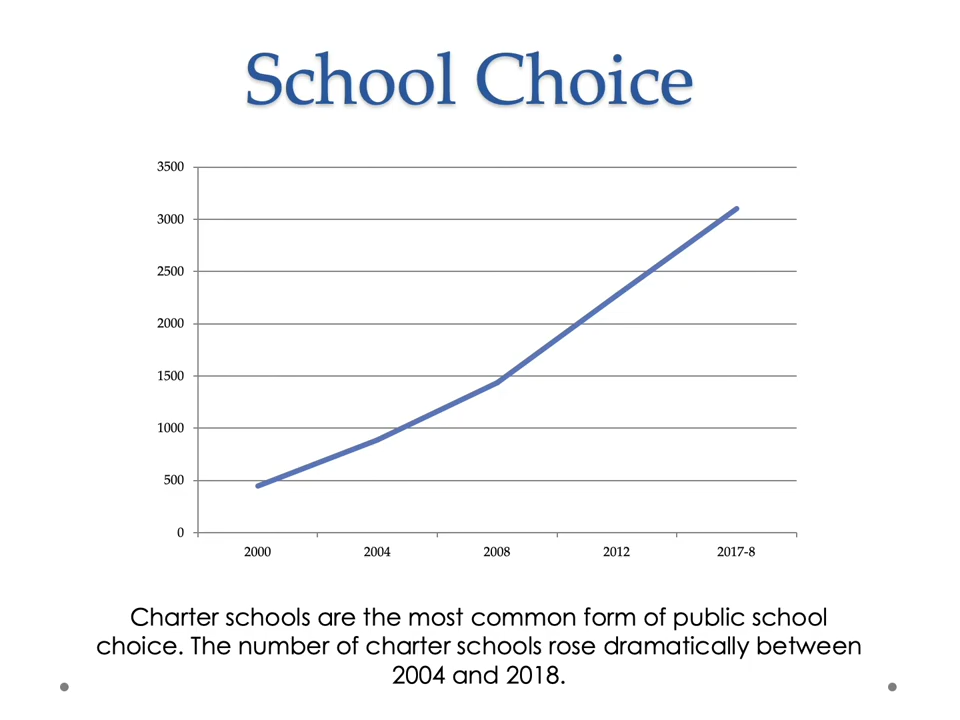 School Choice
3500
3000
2500
2000
1500
1000
500
0
2000 2004 2008 2012 2017-8
Charter schools are the most common form of public school
choice. The number of charter schools rose dramatically between
2004 and 2018.